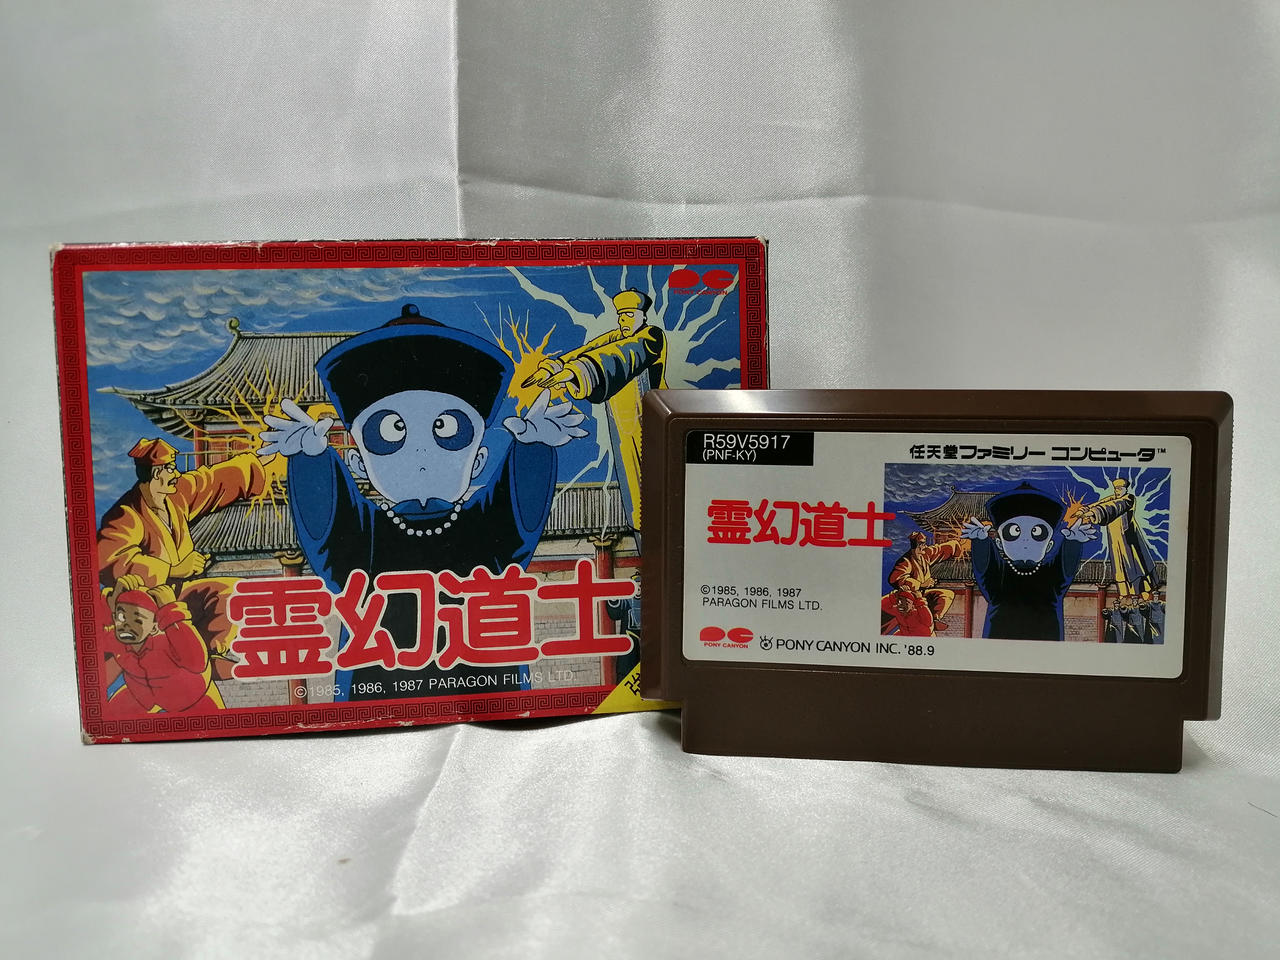 PC
PONY CANYON
霊幻道士
©1985, 1986, 1987 PARAGON FILMS LTD.
R59V5917
(PNF-KY)
任天堂ファミリー コンピュータ™
霊幻道士
©1985, 1986, 1987
PARAGON FILMS LTD.
PC
PONY CANYON
PONY CANYON INC. '88.9